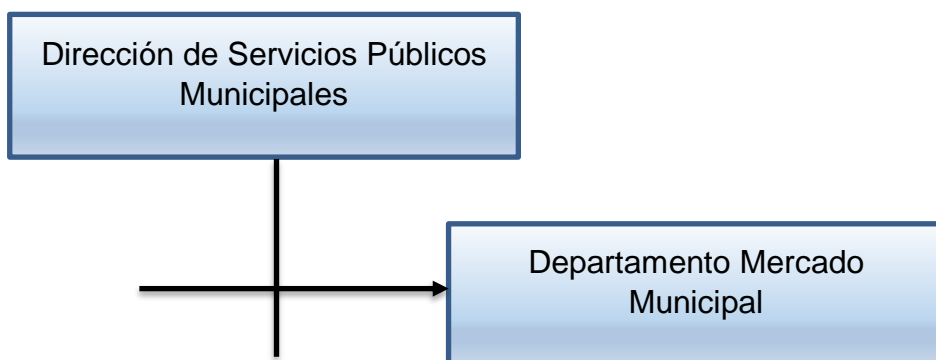 Dirección de Servicios Públicos
Municipales
Departamento Mercado
Municipal